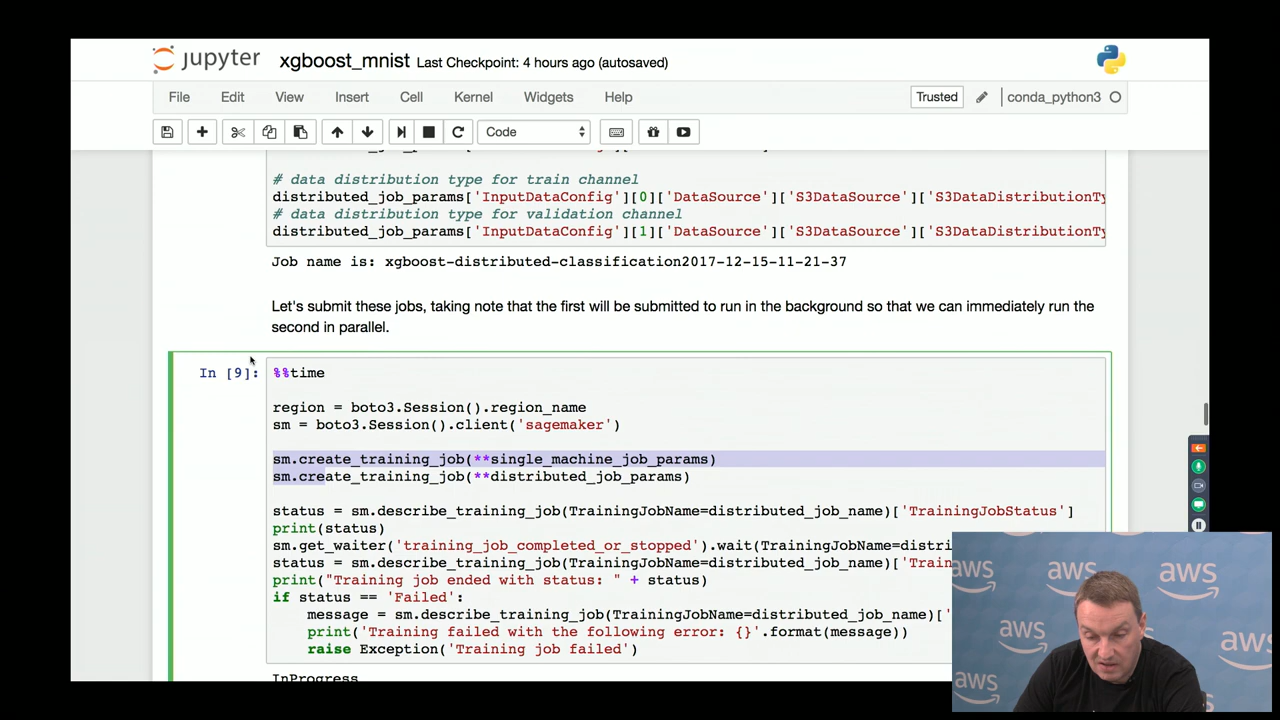 jupyter xgboost_mnist Last Checkpoint: 4 hours ago (autosaved)
File Edit View Insert Cell Kernel Widgets Help Trusted conda_python3
Code
# data distribution type for train channel
distributed_job_params['InputDataConfig'][0]['DataSource']['S3DataSource']['S3DataDistributionTy
# data distribution type for validation channel
distributed_job_params['InputDataConfig'][1]['DataSource']['S3DataSource']['S3DataDistributionTy
Job name is: xgboost-distributed-classification2017-12-15-11-21-37
Let's submit these jobs, taking note that the first will be submitted to run in the background so that we can immediately run the
second in parallel.
In [9]: %%time
region = boto3.Session().region_name
sm = boto3.Session().client('sagemaker')
sm.create_training_job(**single_machine_job_params)
sm.create_training_job(**distributed_job_params)
status = sm.describe_training_job(TrainingJobName=distributed_job_name)['TrainingJobStatus']
print(status)
sm.get_waiter('training_job_completed_or_stopped').wait(TrainingJobName=distri
status = sm.describe_training_job(TrainingJobName=distributed_job_name)['Train
print("Training job ended with status: " + status)
if status == 'Failed':
message = sm.describe_training_job(TrainingJobName=distributed_job_name)['
print('Training failed with the following error: {}'.format(message))
raise Exception('Training job failed')
InProgress
aws aws aws
aws aws
aws aws